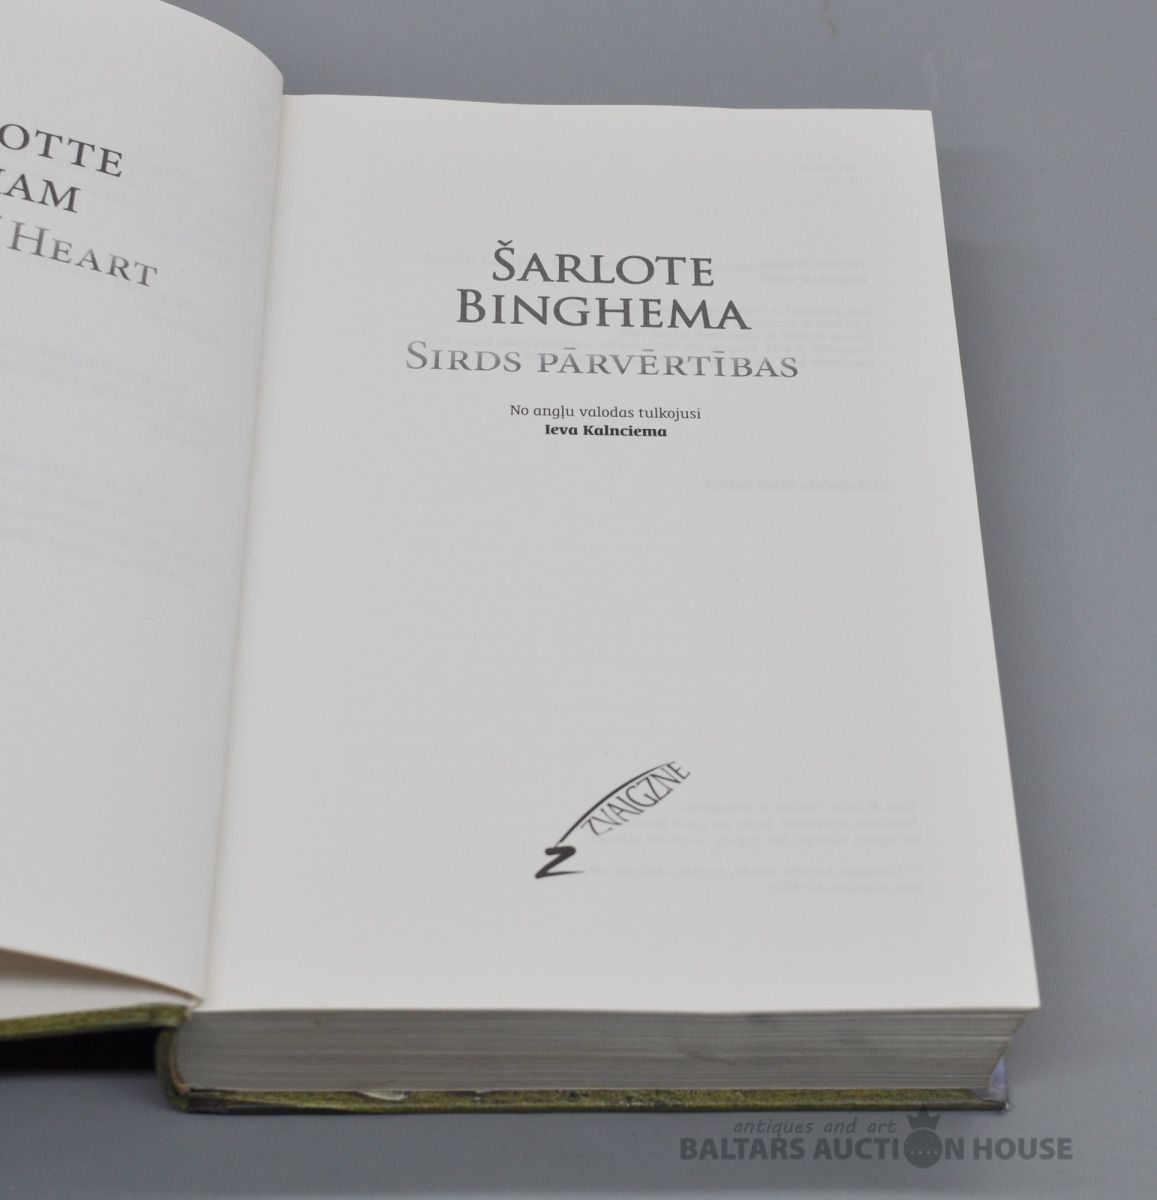 OTTE
AM
HEART
ŠARLOTE
BINGHEMA
SIRDS PĀRVĒRTĪBAS
No angļu valodas tulkojusi
Ieva Kalnciema
ZVAIGZNE
antiques and art
BALTARS AUCTION HOUSE